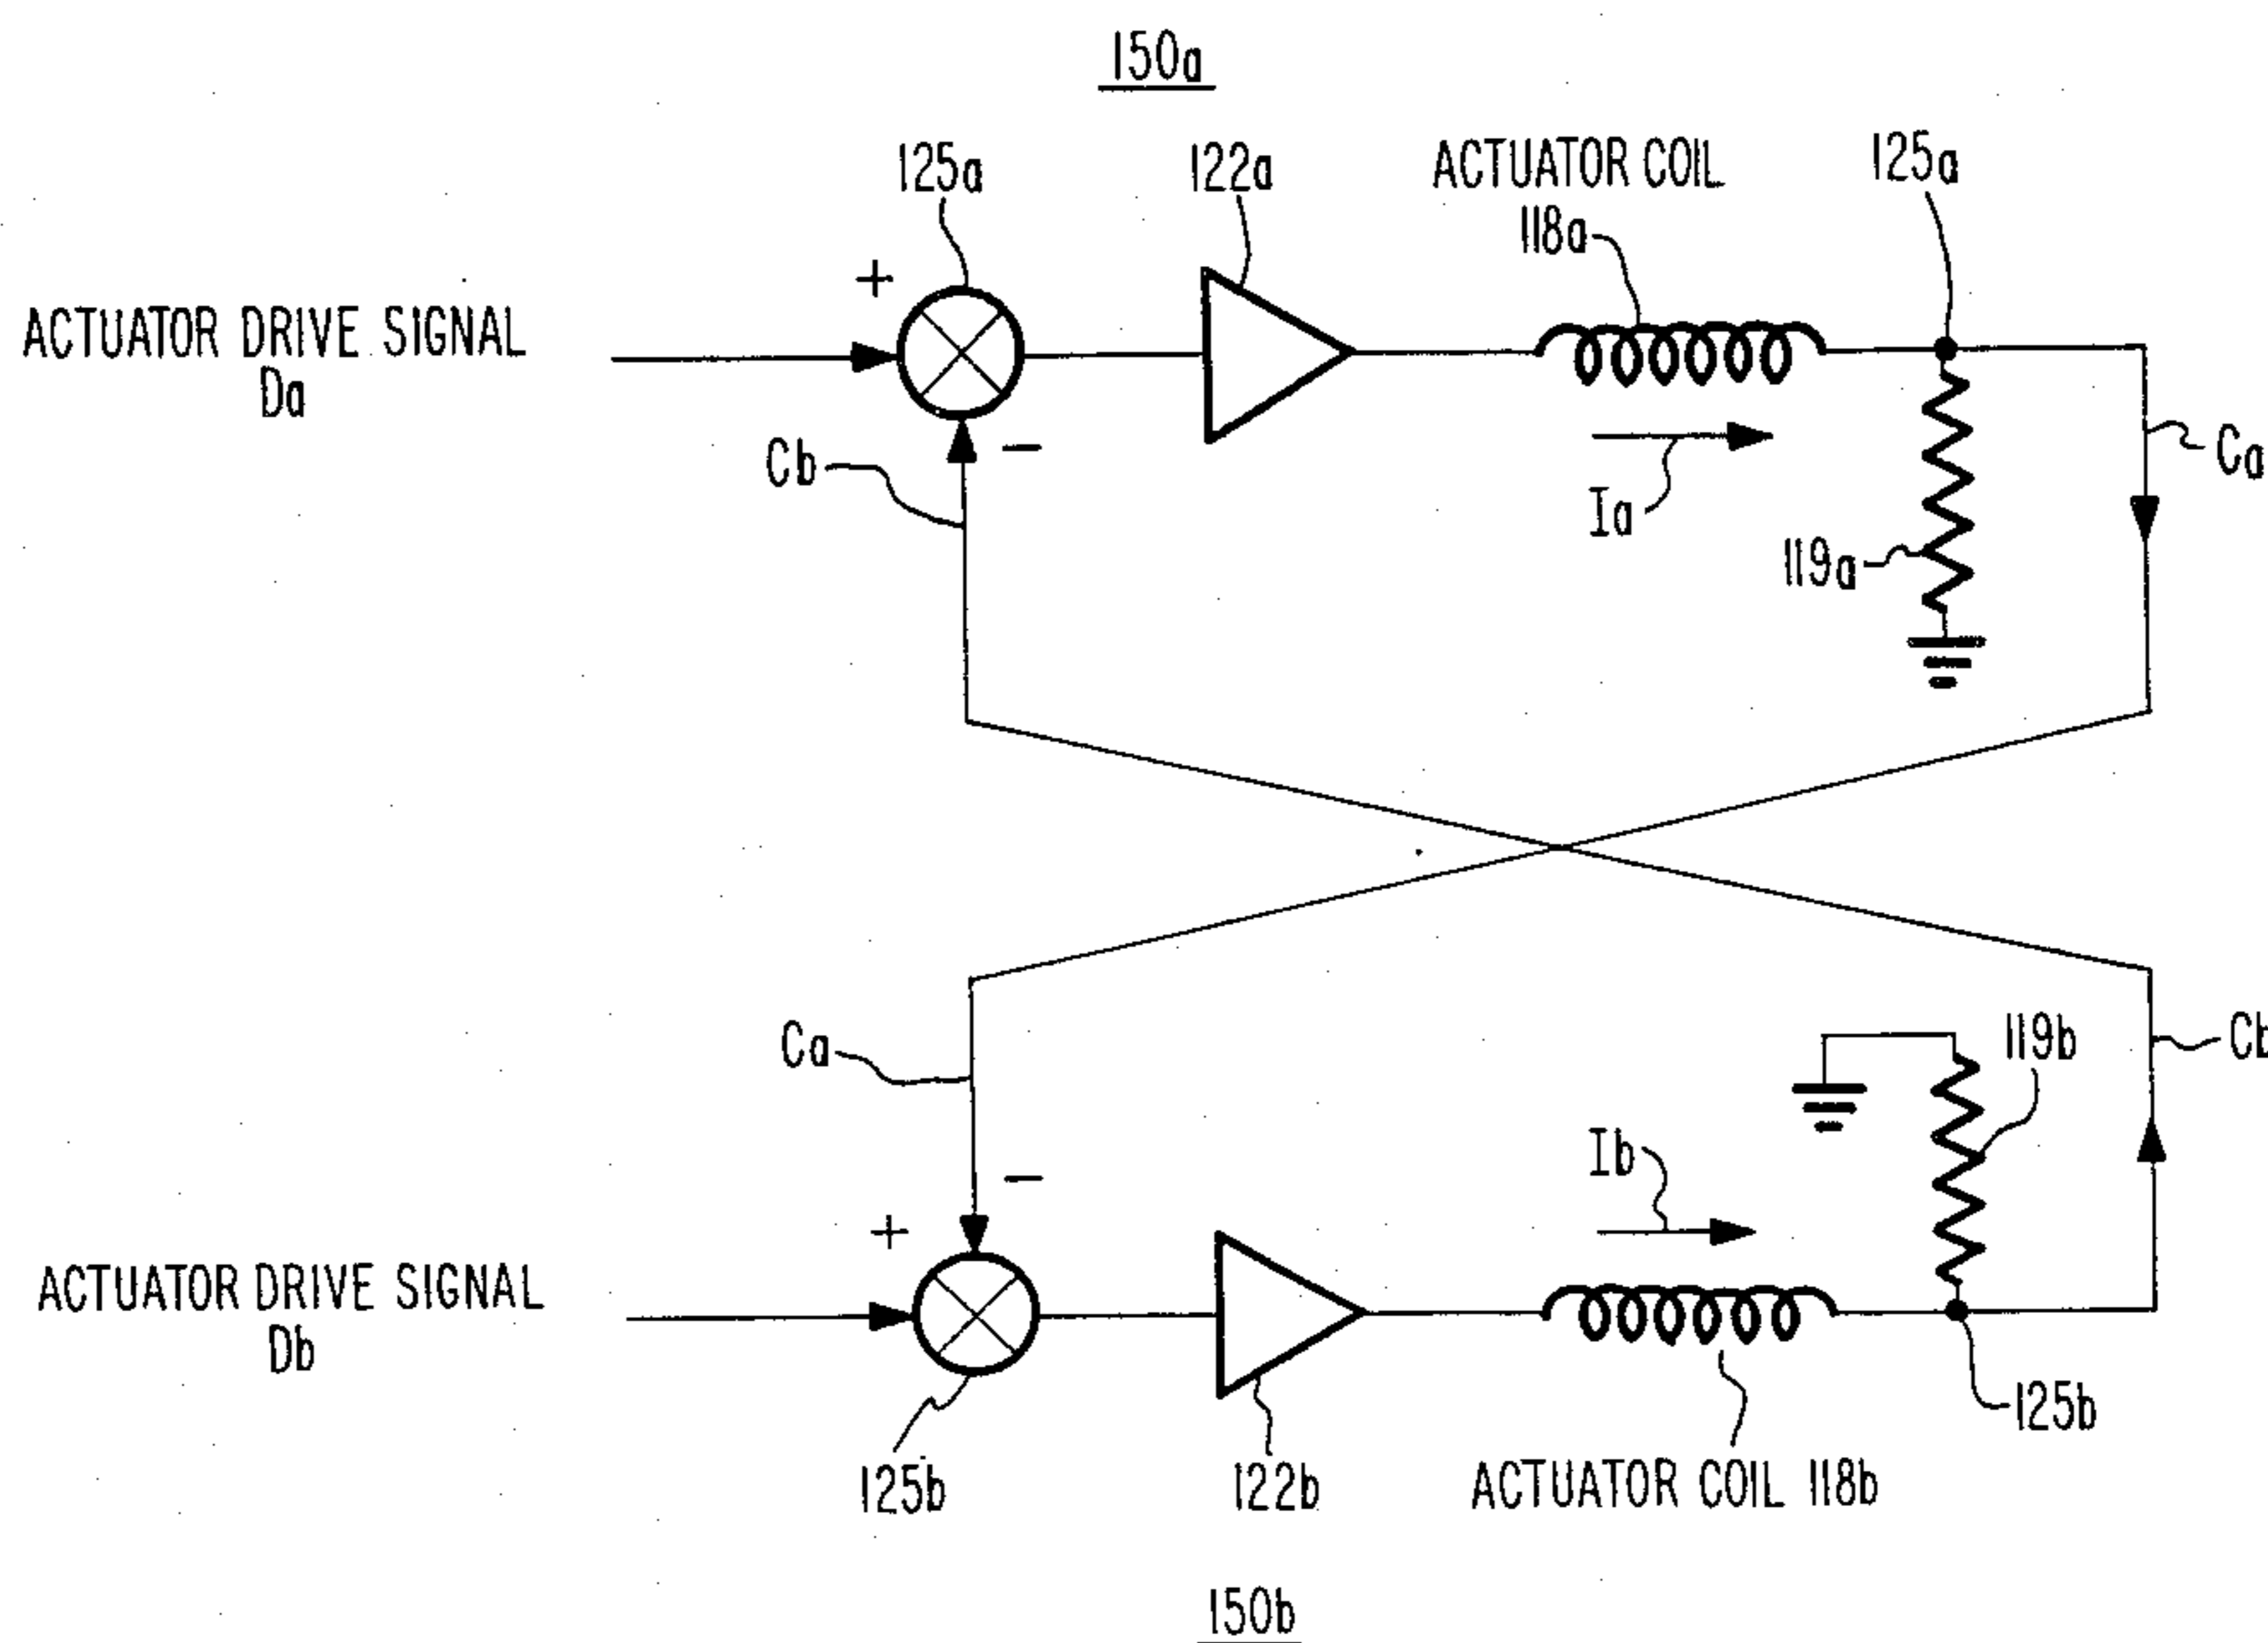 150a
125a
122a
ACTUATOR COIL
118a
125a
+
ACTUATOR DRIVE SIGNAL
Da
Cb
−
Ia
Ca
119a
Ca
119b
Cb
−
Ib
+
ACTUATOR DRIVE SIGNAL
Db
125b
125b
122b
ACTUATOR COIL 118b
150b